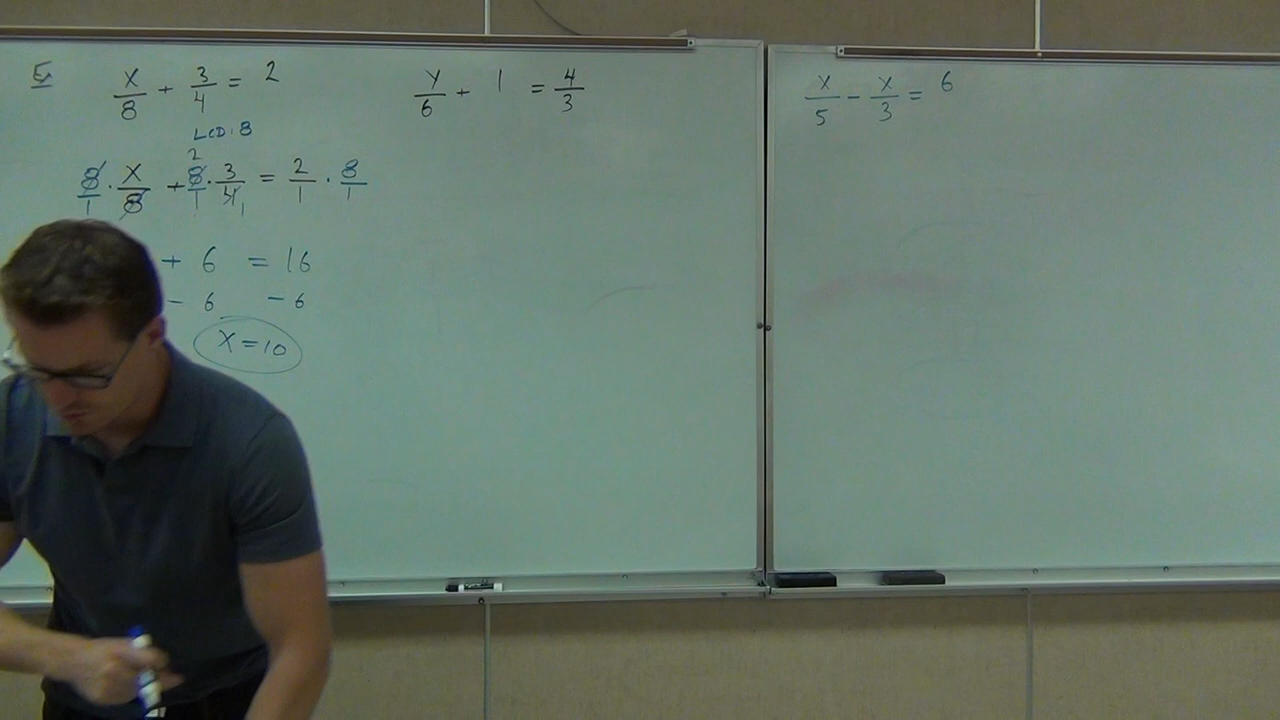 Ex x/8 + 3/4 = 2
LCD: 8
8/1 · x/8 + 8/1 · 3/4 = 2/1 · 8/1
2 1
+ 6 = 16
- 6 - 6
x = 10
y/6 + 1 = 4/3
x/5 - x/3 = 6